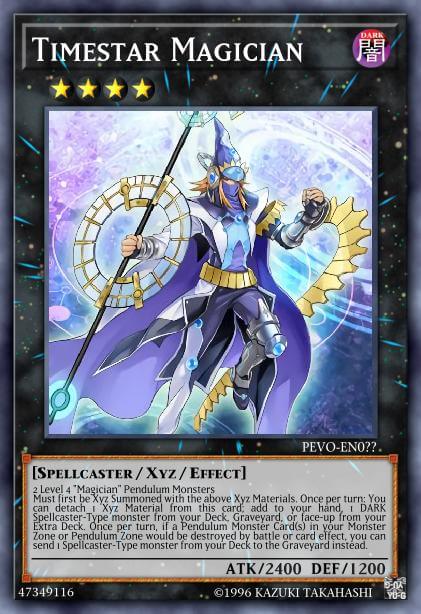 Timestar Magician
DARK
闇
PEVO-EN0??
[Spellcaster / Xyz / Effect]
2 Level 4 "Magician" Pendulum Monsters
Must first be Xyz Summoned with the above Xyz Materials. Once per turn: You
can detach 1 Xyz Material from this card; add to your hand, 1 DARK
Spellcaster-Type monster from your Deck, Graveyard, or face-up from your
Extra Deck. Once per turn, if a Pendulum Monster Card(s) in your Monster
Zone or Pendulum Zone would be destroyed by battle or card effect, you can
send 1 Spellcaster-Type monster from your Deck to the Graveyard instead.
ATK/2400 DEF/1200
47349116
©1996 KAZUKI TAKAHASHI